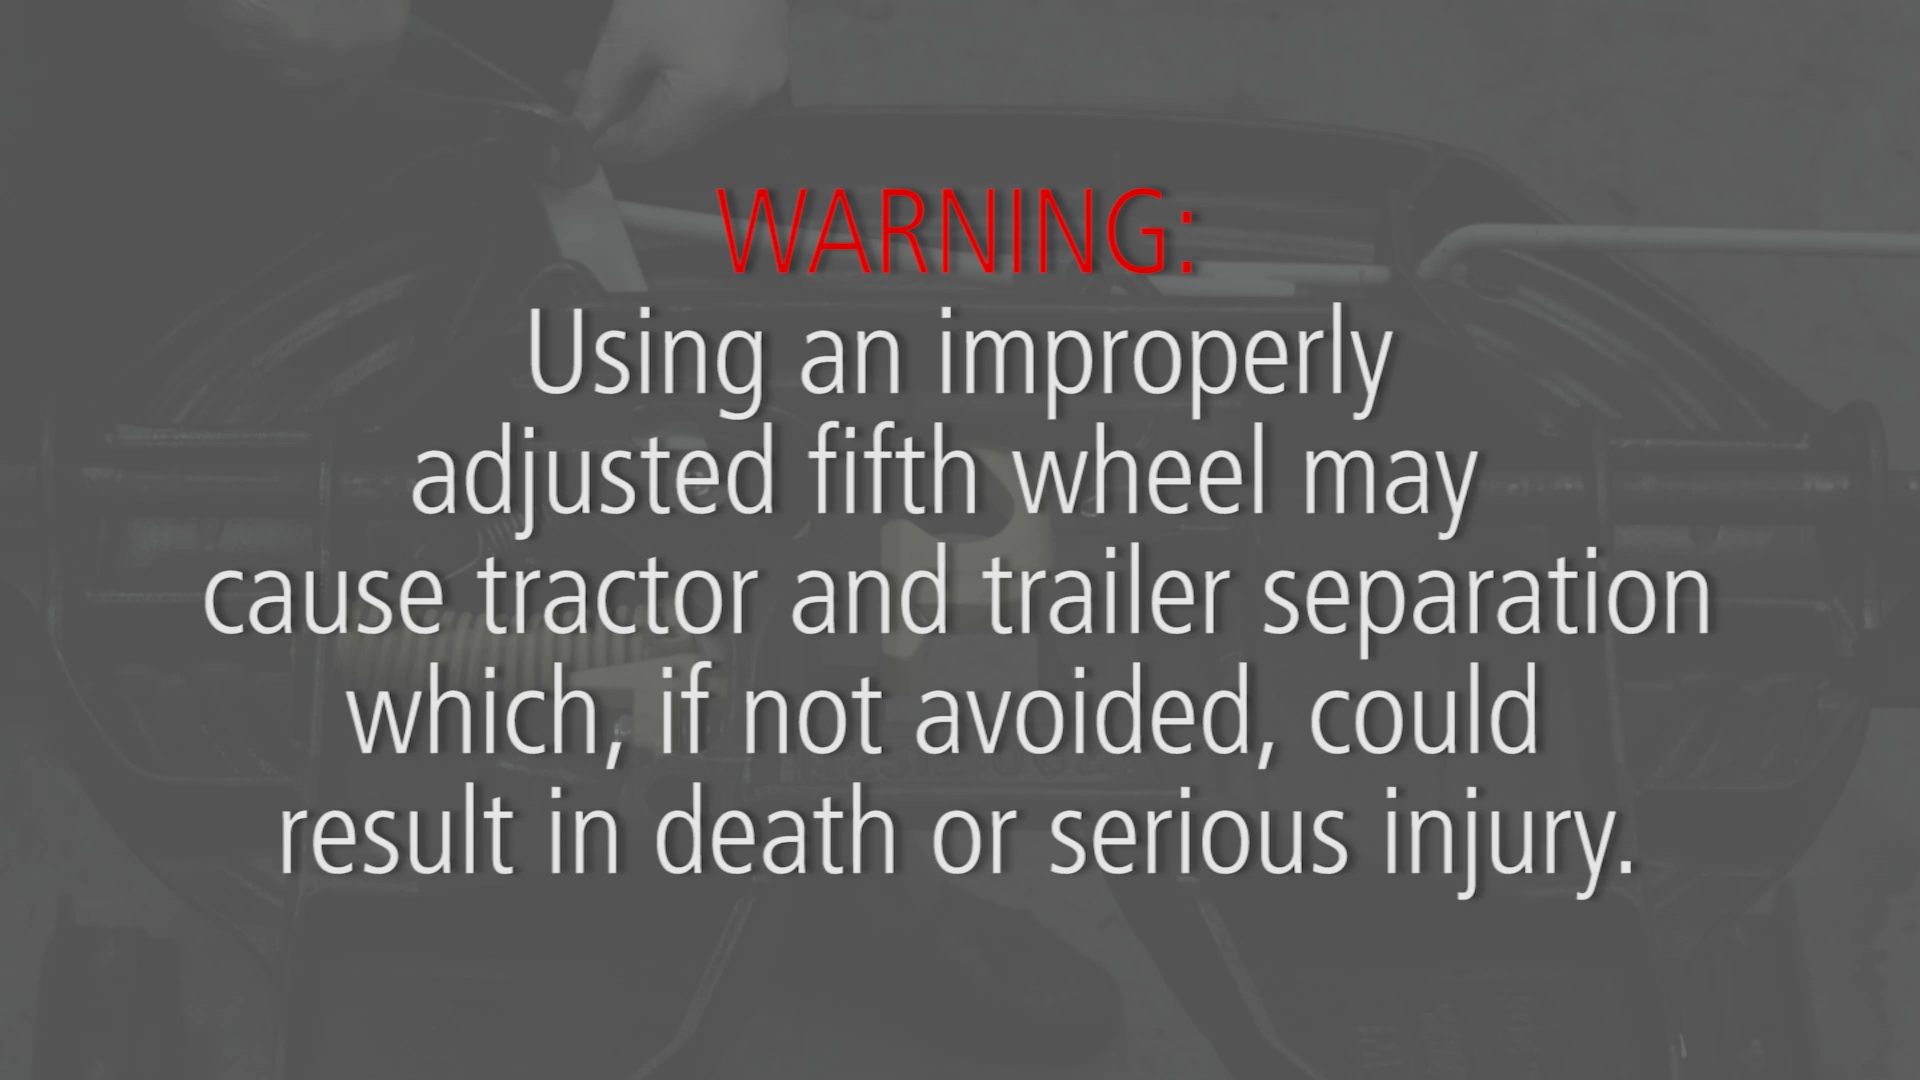 WARNING:
Using an improperly
adjusted fifth wheel may
cause tractor and trailer separation
which, if not avoided, could
result in death or serious injury.